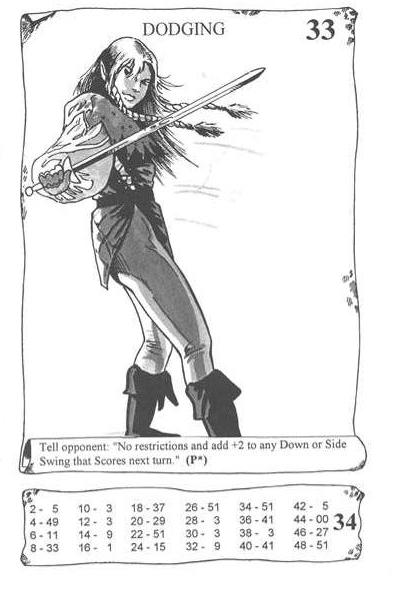 DODGING
33
Tell opponent: "No restrictions and add +2 to any Down or Side
Swing that Scores next turn." (P*)
2 - 5 10 - 3 18 - 37 26 - 51 34 - 51 42 - 5
4 - 49 12 - 3 20 - 29 28 - 3 36 - 41 44 - 00
6 - 11 14 - 9 22 - 51 30 - 3 38 - 3 46 - 27
8 - 33 16 - 1 24 - 15 32 - 9 40 - 41 48 - 51
34